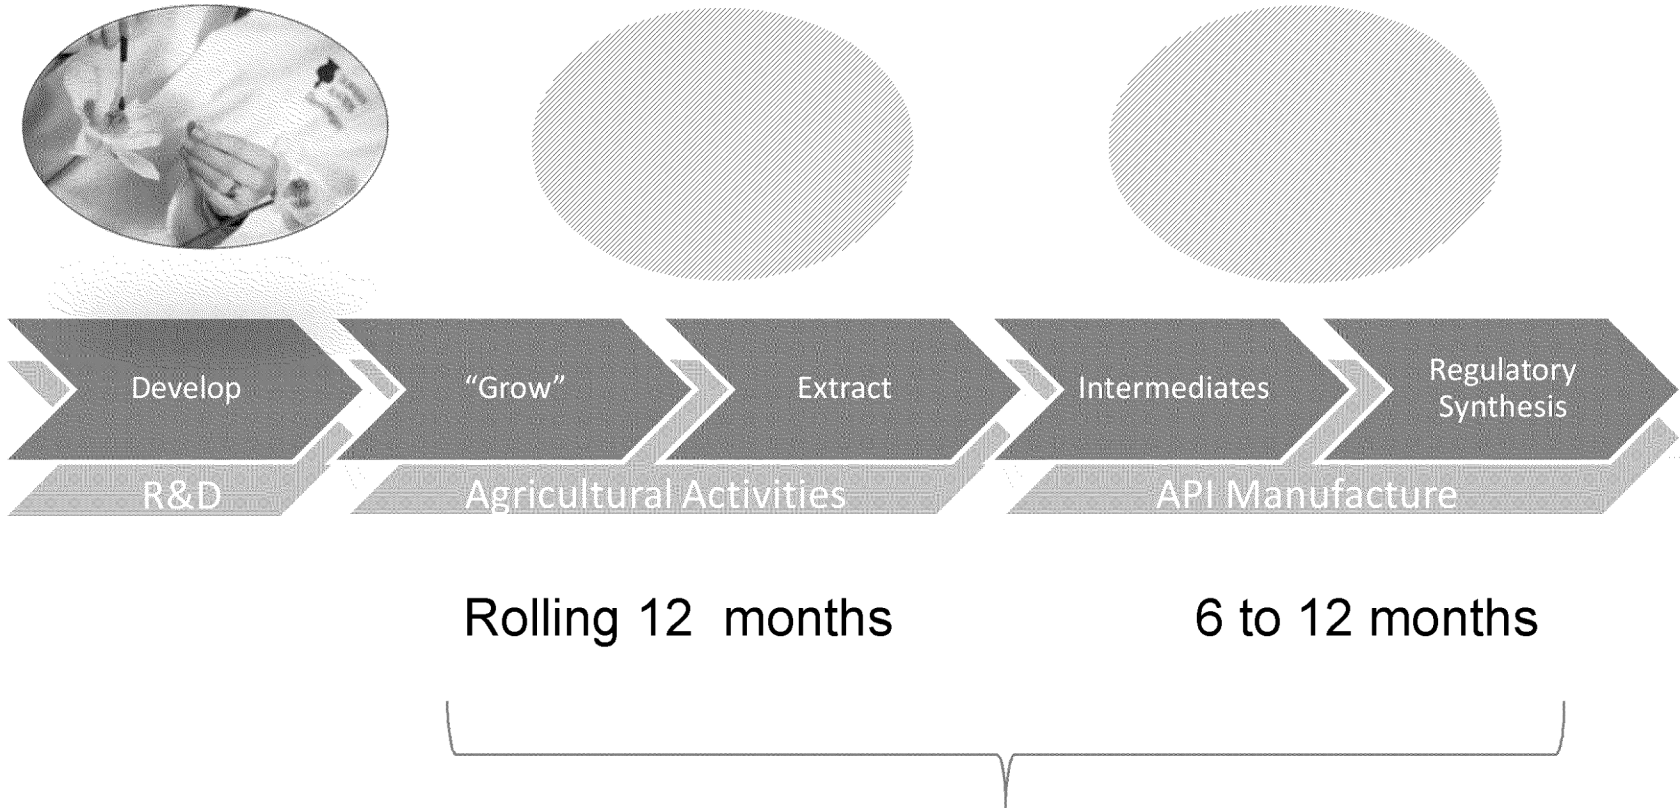 Develop
“Grow”
Extract
Intermediates
Regulatory
Synthesis
R&D
Agricultural Activities
API Manufacture
Rolling 12 months
6 to 12 months